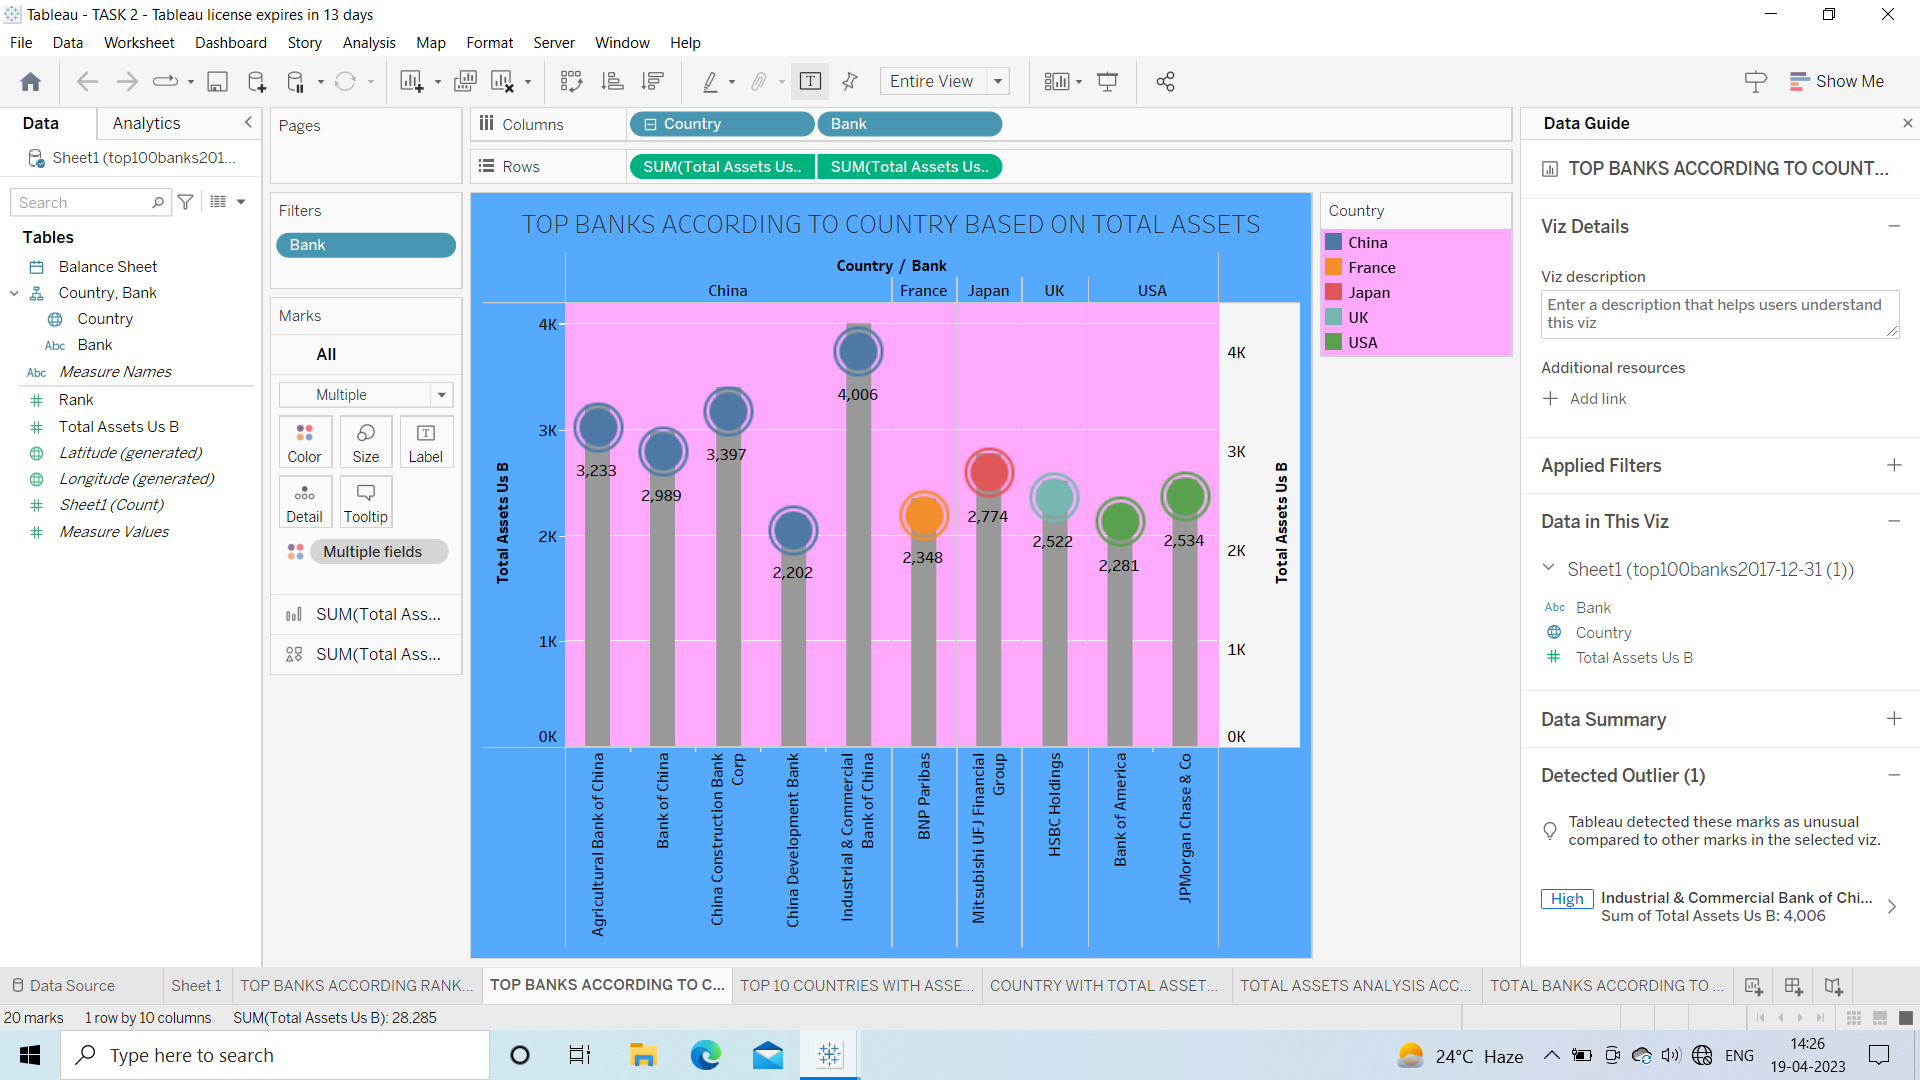 Tableau - TASK 2 - Tableau license expires in 13 days
File Data Worksheet Dashboard Story Analysis Map Format Server Window Help
Entire View
Show Me
Data Analytics
Sheet1 (top100banks201...
Search
Tables
Balance Sheet
Country, Bank
Country
Abc Bank
Abc Measure Names
Rank
Total Assets Us B
Latitude (generated)
Longitude (generated)
Sheet1 (Count)
Measure Values
Pages
Filters
Bank
Marks
All
Multiple
Color Size Label
Detail Tooltip
Multiple fields
SUM(Total Ass...
SUM(Total Ass...
Columns Country Bank
Rows SUM(Total Assets Us.. SUM(Total Assets Us..
TOP BANKS ACCORDING TO COUNTRY BASED ON TOTAL ASSETS
Country / Bank
China France Japan UK USA
Total Assets Us B
4K
3K
2K
1K
0K
3,233
2,989
3,397
2,202
4,006
2,348
2,774
2,522
2,281
2,534
4K
3K
2K
1K
0K
Total Assets Us B
Agricultural Bank of China
Bank of China
China Construction Bank
Corp
China Development Bank
Industrial & Commercial
Bank of China
BNP Paribas
Mitsubishi UFJ Financial
Group
HSBC Holdings
Bank of America
JPMorgan Chase & Co
Country
China
France
Japan
UK
USA
Data Guide
TOP BANKS ACCORDING TO COUNT...
Viz Details
Viz description
Enter a description that helps users understand
this viz
Additional resources
Add link
Applied Filters
Data in This Viz
Sheet1 (top100banks2017-12-31 (1))
Abc Bank
Country
Total Assets Us B
Data Summary
Detected Outlier (1)
Tableau detected these marks as unusual
compared to other marks in the selected viz.
High Industrial & Commercial Bank of Chi...
Sum of Total Assets Us B: 4,006
Data Source Sheet 1 TOP BANKS ACCORDING RANK... TOP BANKS ACCORDING TO C... TOP 10 COUNTRIES WITH ASSE... COUNTRY WITH TOTAL ASSET... TOTAL ASSETS ANALYSIS ACC... TOTAL BANKS ACCORDING TO ...
20 marks 1 row by 10 columns SUM(Total Assets Us B): 28,285
Type here to search
24°C Haze
ENG
14:26
19-04-2023